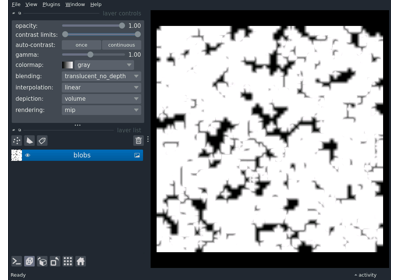 File View Plugins Window Help
layer controls
opacity: 1.00
contrast limits:
auto-contrast: once continuous
gamma: 1.00
colormap: gray
blending: translucent_no_depth
interpolation: linear
depiction: volume
rendering: mip
layer list
blobs
Ready activity